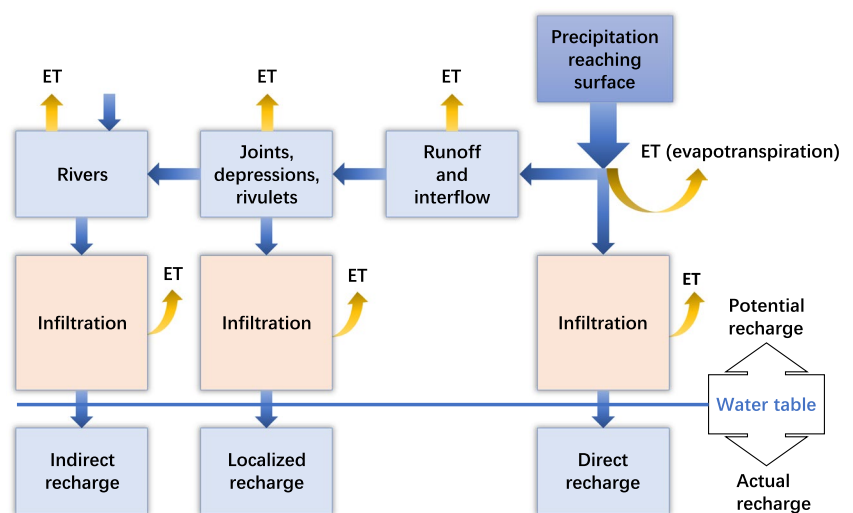 Precipitation
reaching
surface
ET
ET
ET
ET (evapotranspiration)
Rivers
Joints,
depressions,
rivulets
Runoff
and
interflow
Infiltration
ET
Infiltration
ET
Infiltration
ET
Potential
recharge
Water table
Indirect
recharge
Localized
recharge
Direct
recharge
Actual
recharge